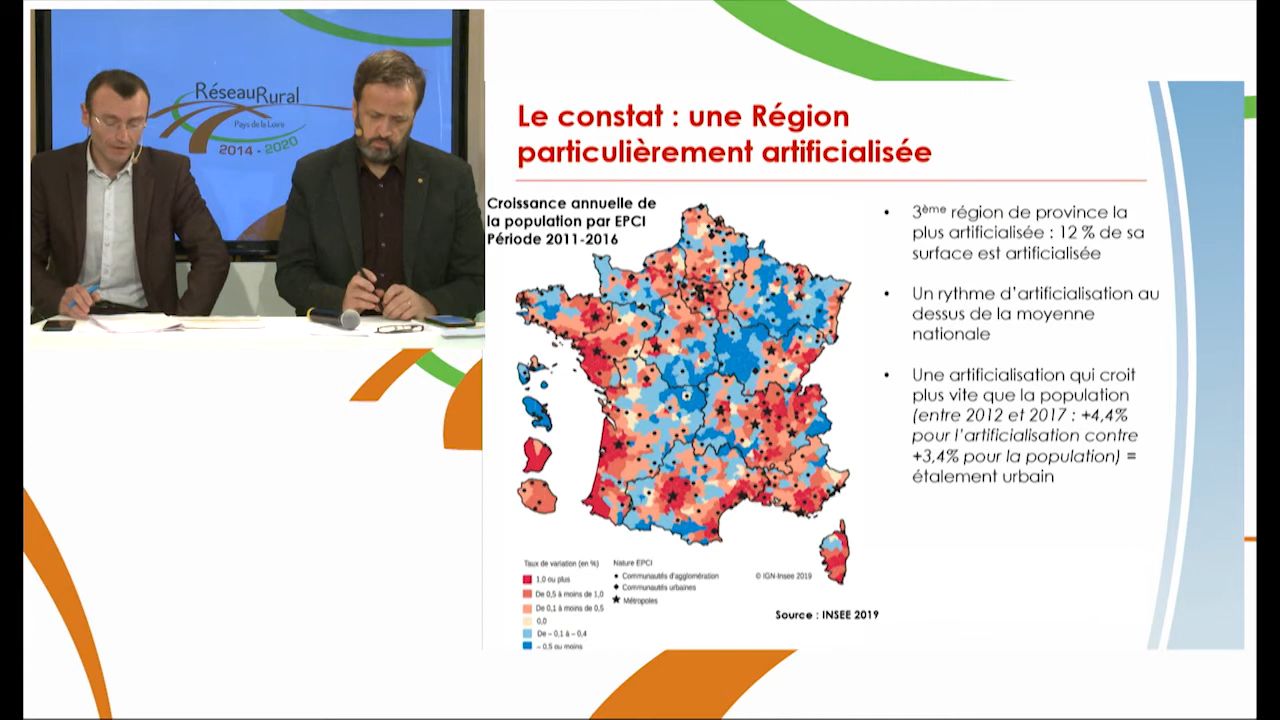 RéseauRural
Pays de la Loire
2014 - 2020
Le constat : une Région
particulièrement artificialisée
Croissance annuelle de
la population par EPCI
Période 2011-2016
• 3ème région de province la
plus artificialisée : 12 % de sa
surface est artificialisée
• Un rythme d'artificialisation au
dessus de la moyenne
nationale
• Une artificialisation qui croit
plus vite que la population
(entre 2012 et 2017 : +4,4%
pour l'artificialisation contre
+3,4% pour la population) =
étalement urbain
Taux de variation (en %)
1,0 ou plus
De 0,5 à moins de 1,0
De 0,1 à moins de 0,5
0,0
De – 0,1 à – 0,4
– 0,5 ou moins
Nature EPCI
Communautés d'agglomération
Communautés urbaines
Métropoles
© IGN-Insee 2019
Source : INSEE 2019